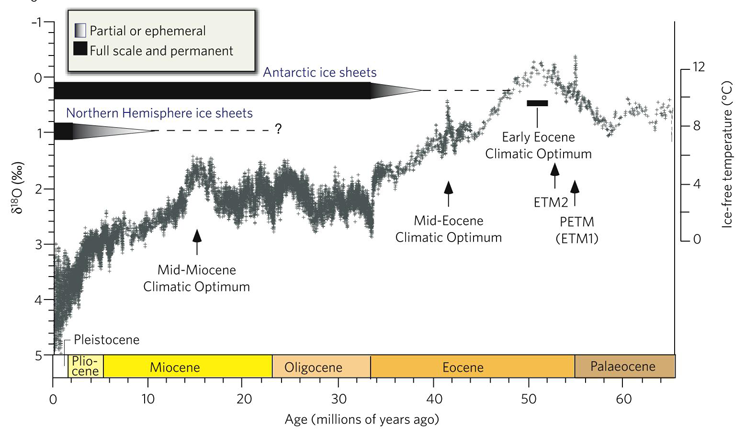 Partial or ephemeral
Full scale and permanent
Antarctic ice sheets
Northern Hemisphere ice sheets
?
Early Eocene
Climatic Optimum
ETM2
PETM
(ETM1)
Mid-Eocene
Climatic Optimum
Mid-Miocene
Climatic Optimum
Pleistocene
Plio-
cene
Miocene
Oligocene
Eocene
Palaeocene
–1
0
1
2
3
4
5
δ18O (‰)
12
8
4
0
Ice-free temperature (°C)
0 10 20 30 40 50 60
Age (millions of years ago)